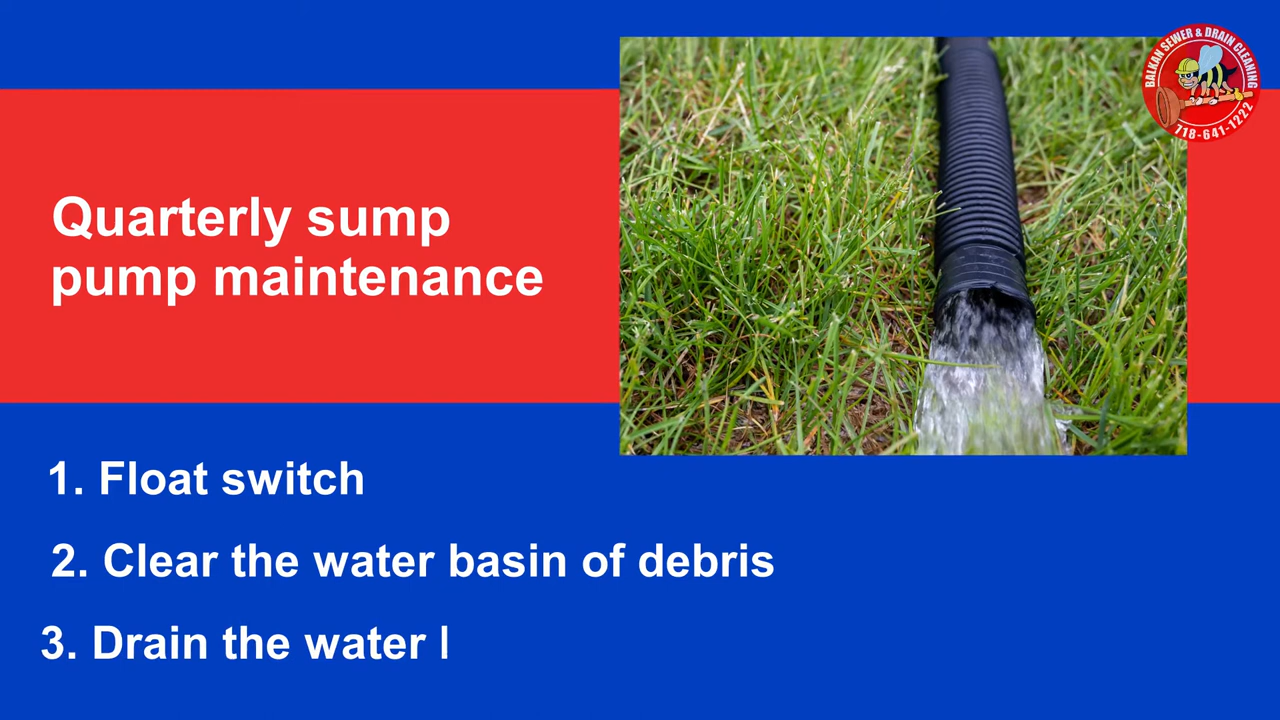 Quarterly sump
pump maintenance
1. Float switch
2. Clear the water basin of debris
3. Drain the water
BALKAN SEWER & DRAIN CLEANING
718-641-1222